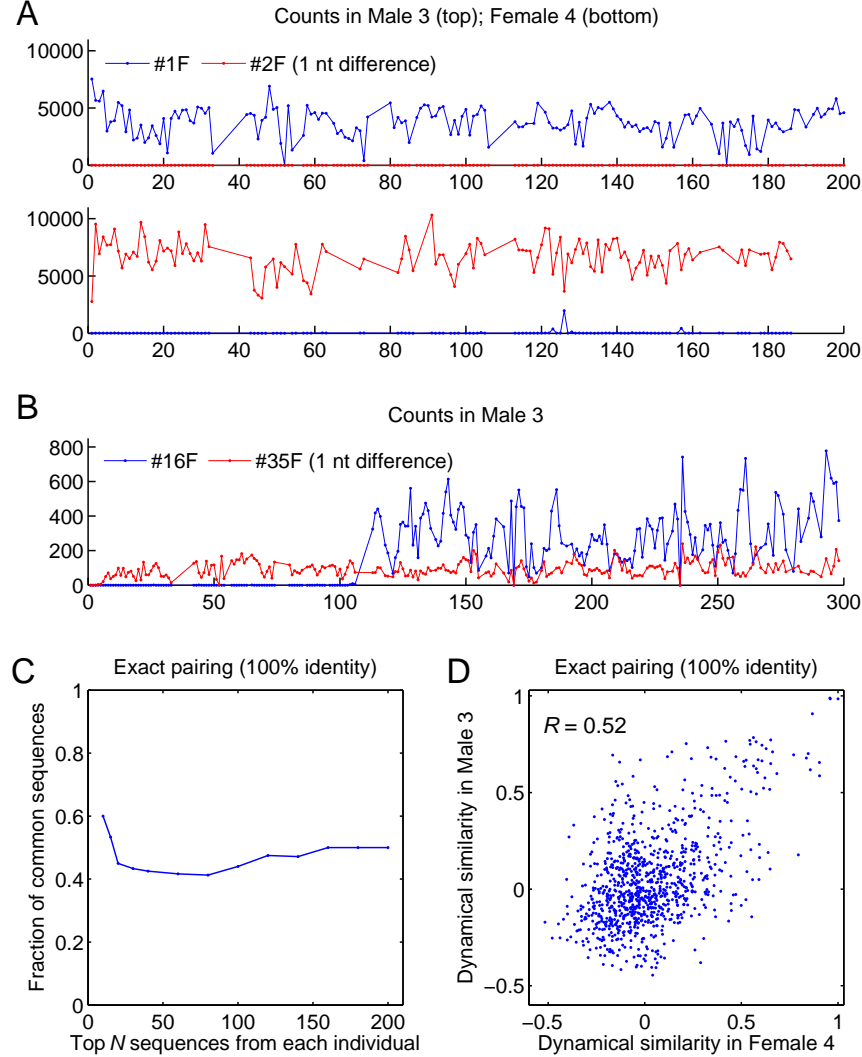 A
Counts in Male 3 (top); Female 4 (bottom)
#1F #2F (1 nt difference)
10000
5000
0
0 20 40 60 80 100 120 140 160 180 200
10000
5000
0
0 20 40 60 80 100 120 140 160 180 200
B
Counts in Male 3
#16F #35F (1 nt difference)
800
600
400
200
0
0 50 100 150 200 250 300
C
Exact pairing (100% identity)
Fraction of common sequences
1
0.8
0.6
0.4
0.2
0
0 50 100 150 200
Top N sequences from each individual
D
Exact pairing (100% identity)
R = 0.52
Dynamical similarity in Male 3
1
0.5
0
−0.5
−0.5 0 0.5 1
Dynamical similarity in Female 4